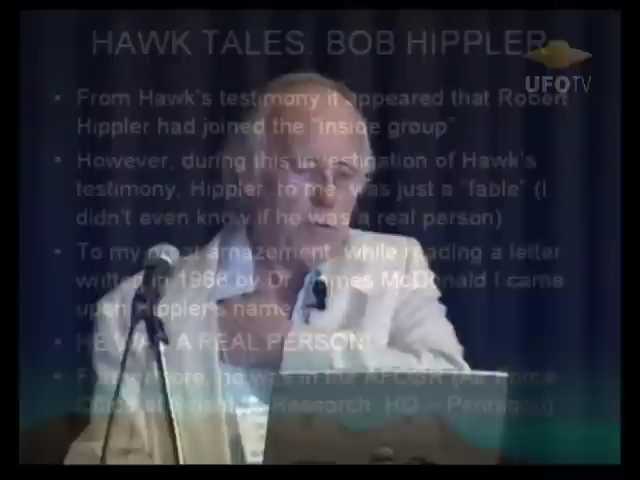 HAWK TALES: BOB HIPPLER
UFOTV
• From Hawk's testimony it appeared that Robert
Hippler had joined the "inside group"
• However, during this investigation of Hawk's
testimony, Hippler, to me, was just a "fable" (I
didn't even know if he was a real person)
• To my great amazement, while reading a letter
written in 1968 by Dr. James McDonald I came
upon Hippler's name
• HE WAS A REAL PERSON!
• Furthermore, he was in the AFOSR (Air Force
Research, HQ – Pentagon)